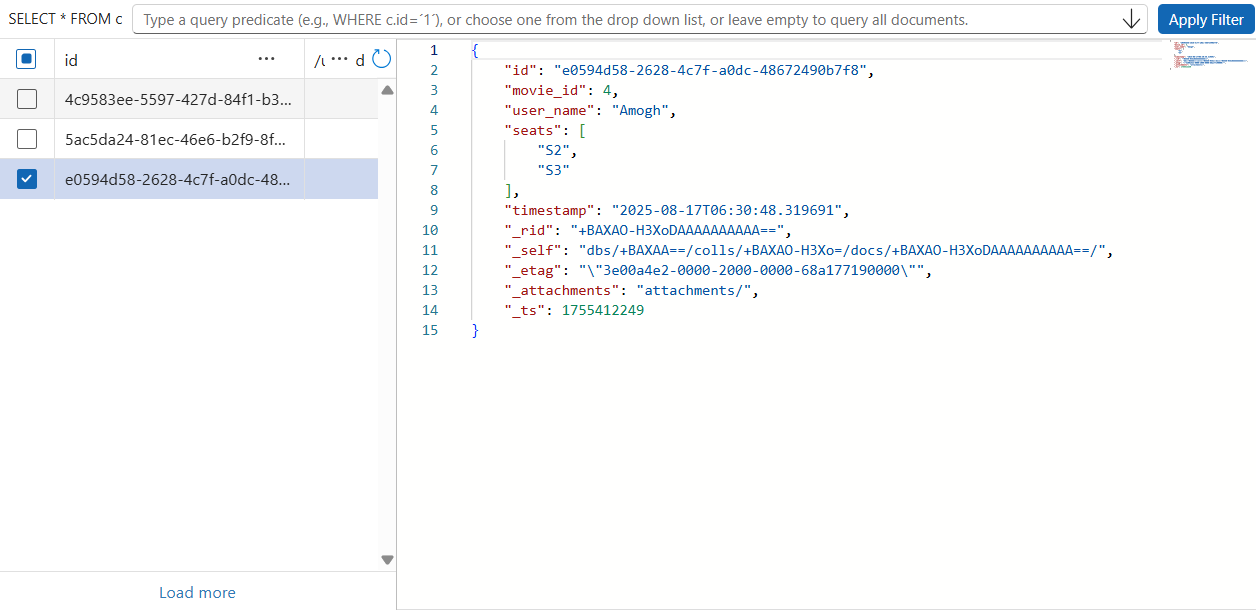 SELECT * FROM c
Type a query predicate (e.g., WHERE c.id=´1´), or choose one from the drop down list, or leave empty to query all documents.
Apply Filter
id ··· /u ··· d
4c9583ee-5597-427d-84f1-b3...
5ac5da24-81ec-46e6-b2f9-8f...
e0594d58-2628-4c7f-a0dc-48...
Load more
1 {
2 "id": "e0594d58-2628-4c7f-a0dc-48672490b7f8",
3 "movie_id": 4,
4 "user_name": "Amogh",
5 "seats": [
6 "S2",
7 "S3"
8 ],
9 "timestamp": "2025-08-17T06:30:48.319691",
10 "_rid": "+BAXAO-H3XoDAAAAAAAAAA==",
11 "_self": "dbs/+BAXAA==/colls/+BAXAO-H3Xo=/docs/+BAXAO-H3XoDAAAAAAAAAA==/",
12 "_etag": "\"3e00a4e2-0000-2000-0000-68a177190000\"",
13 "_attachments": "attachments/",
14 "_ts": 1755412249
15 }